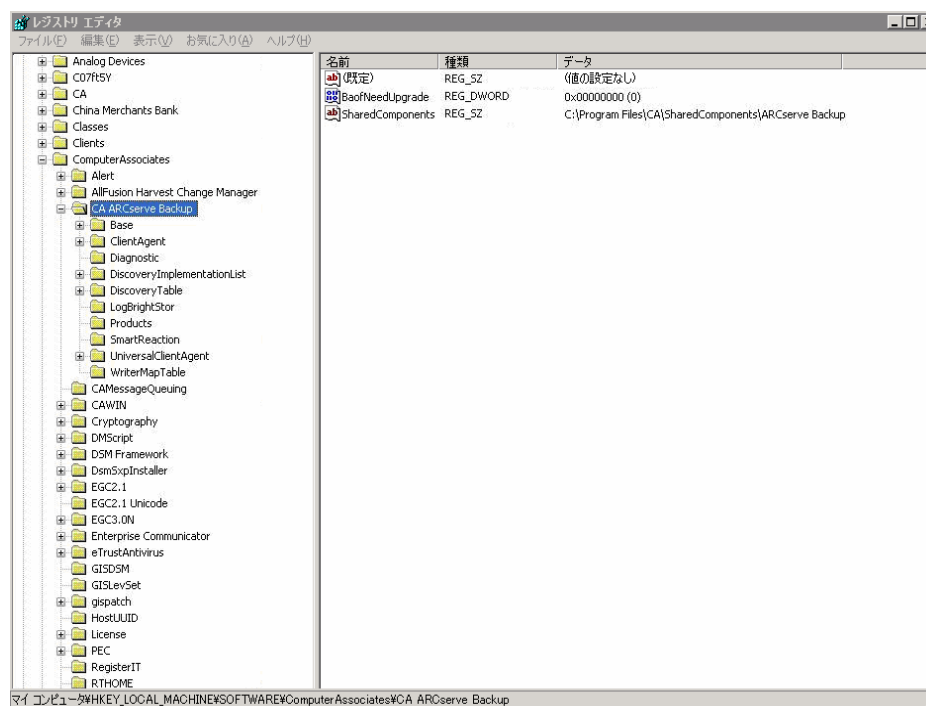 レジストリ エディタ
ファイル(F) 編集(E) 表示(V) お気に入り(A) ヘルプ(H)
Analog Devices
C07ft5Y
CA
China Merchants Bank
Classes
Clients
ComputerAssociates
Alert
AllFusion Harvest Change Manager
CA ARCserve Backup
Base
ClientAgent
Diagnostic
DiscoveryImplementationList
DiscoveryTable
LogBrightStor
Products
SmartReaction
UniversalClientAgent
WriterMapTable
CAMessageQueuing
CAWIN
Cryptography
DMScript
DSM Framework
DsmSxpInstaller
EGC2.1
EGC2.1 Unicode
EGC3.0N
Enterprise Communicator
eTrustAntivirus
GISDSM
GISLevSet
gispatch
HostUUID
License
PEC
RegisterIT
RTHOME
名前 種類 データ
(既定) REG_SZ (値の設定なし)
BaofNeedUpgrade REG_DWORD 0x00000000 (0)
SharedComponents REG_SZ C:\Program Files\CA\SharedComponents\ARCserve Backup
マイ コンピュータ¥HKEY_LOCAL_MACHINE¥SOFTWARE¥ComputerAssociates¥CA ARCserve Backup